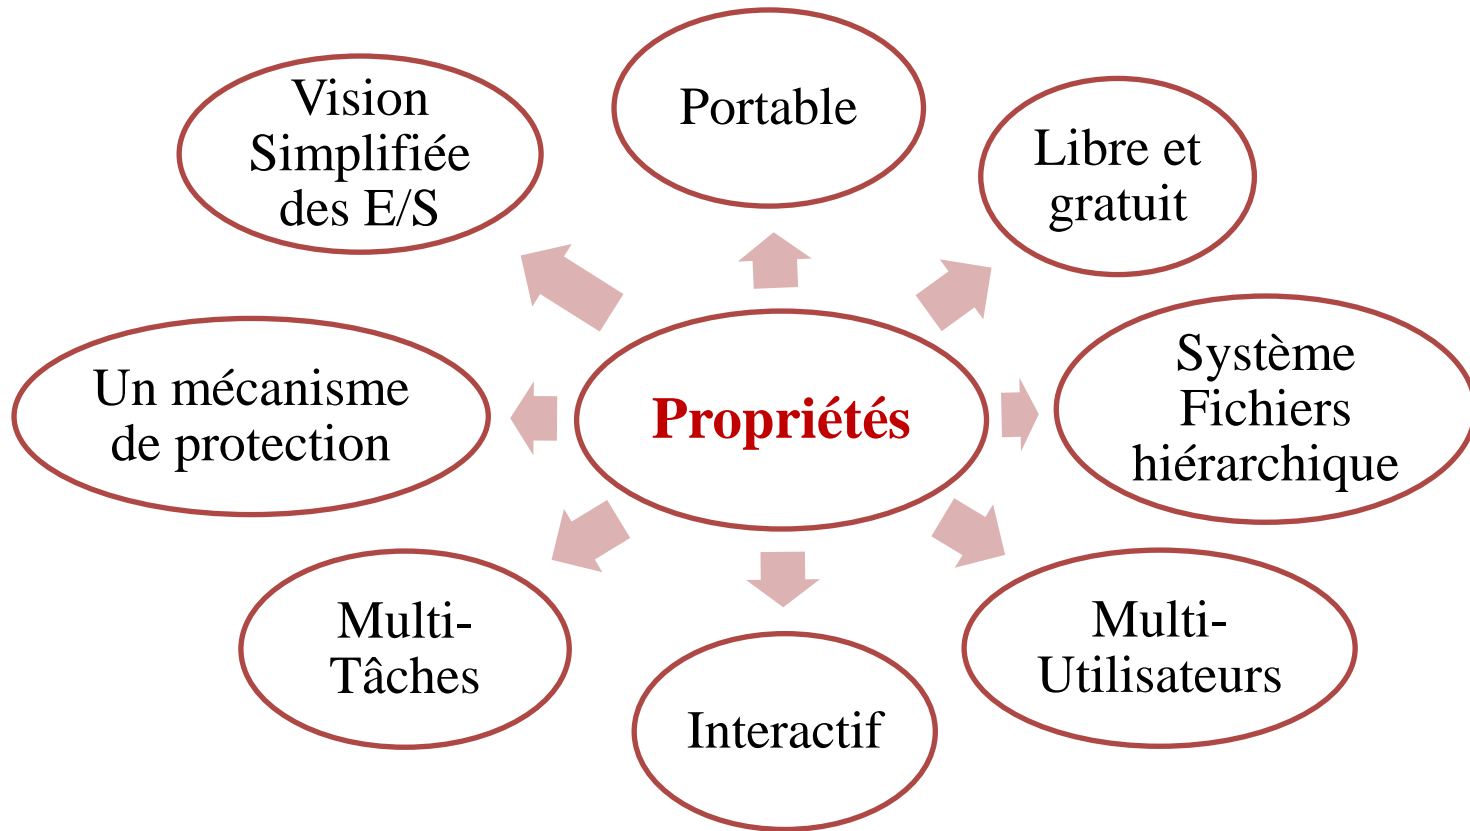 Portable
Vision
Simplifiée
des E/S
Libre et
gratuit
Un mécanisme
de protection
Propriétés
Système
Fichiers
hiérarchique
Multi-
Tâches
Interactif
Multi-
Utilisateurs